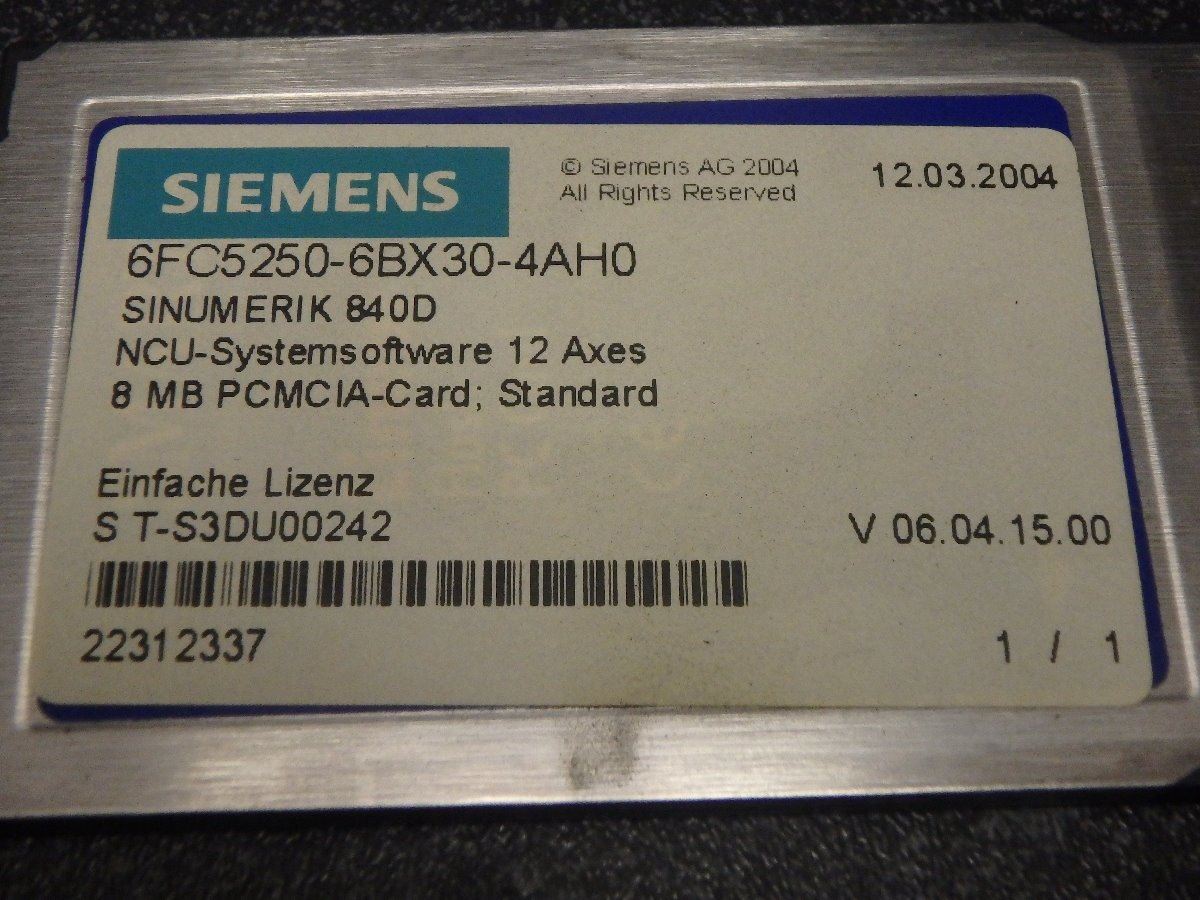 SIEMENS
© Siemens AG 2004
All Rights Reserved
12.03.2004
6FC5250-6BX30-4AH0
SINUMERIK 840D
NCU-Systemsoftware 12 Axes
8 MB PCMCIA-Card; Standard
Einfache Lizenz
S T-S3DU00242
V 06.04.15.00
22312337
1 / 1